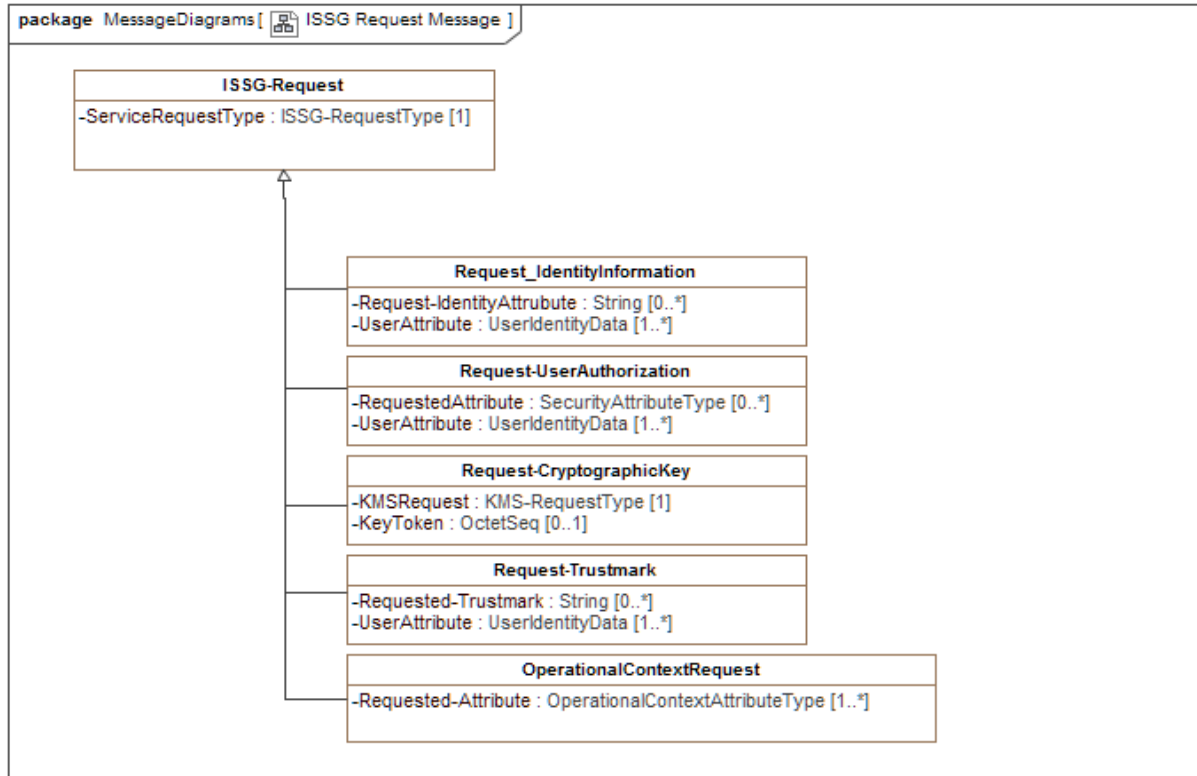 package MessageDiagrams [ ISSG Request Message ]
ISSG-Request
-ServiceRequestType : ISSG-RequestType [1]
Request_IdentityInformation
-Request-IdentityAttrubute : String [0..*]
-UserAttribute : UserIdentityData [1..*]
Request-UserAuthorization
-RequestedAttribute : SecurityAttributeType [0..*]
-UserAttribute : UserIdentityData [1..*]
Request-CryptographicKey
-KMSRequest : KMS-RequestType [1]
-KeyToken : OctetSeq [0..1]
Request-Trustmark
-Requested-Trustmark : String [0..*]
-UserAttribute : UserIdentityData [1..*]
OperationalContextRequest
-Requested-Attribute : OperationalContextAttributeType [1..*]